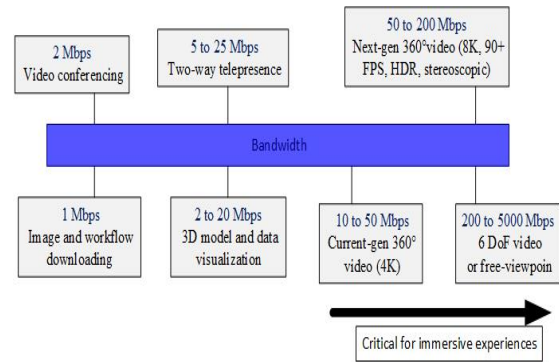 2 Mbps
Video conferencing
5 to 25 Mbps
Two-way telepresence
50 to 200 Mbps
Next-gen 360°video (8K, 90+
FPS, HDR, stereoscopic)
Bandwidth
1 Mbps
Image and workflow
downloading
2 to 20 Mbps
3D model and data
visualization
10 to 50 Mbps
Current-gen 360°
video (4K)
200 to 5000 Mbps
6 DoF video
or free-viewpoin
Critical for immersive experiences